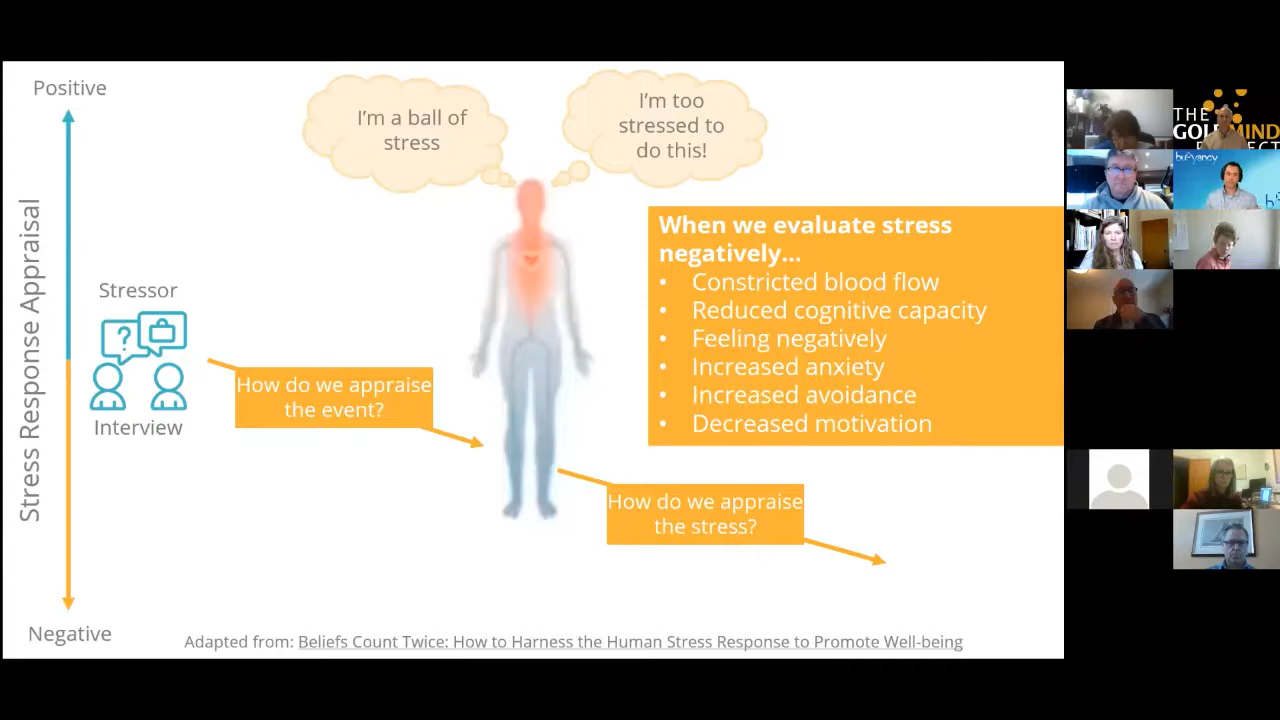 Positive
I'm a ball of
stress
I'm too
stressed to
do this!
Stress Response Appraisal
Stressor
?
Interview
How do we appraise
the event?
When we evaluate stress
negatively...
• Constricted blood flow
• Reduced cognitive capacity
• Feeling negatively
• Increased anxiety
• Increased avoidance
• Decreased motivation
How do we appraise
the stress?
Negative
Adapted from: Beliefs Count Twice: How to Harness the Human Stress Response to Promote Well-being
THE